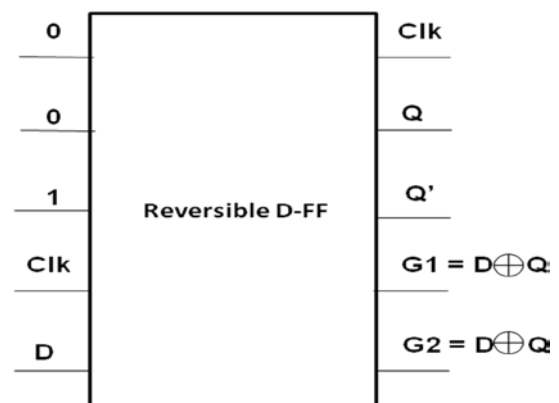 0
Clk
0
Q
1
Q'
Reversible D-FF
Clk
G1 = D⊕Q
D
G2 = D⊕Q